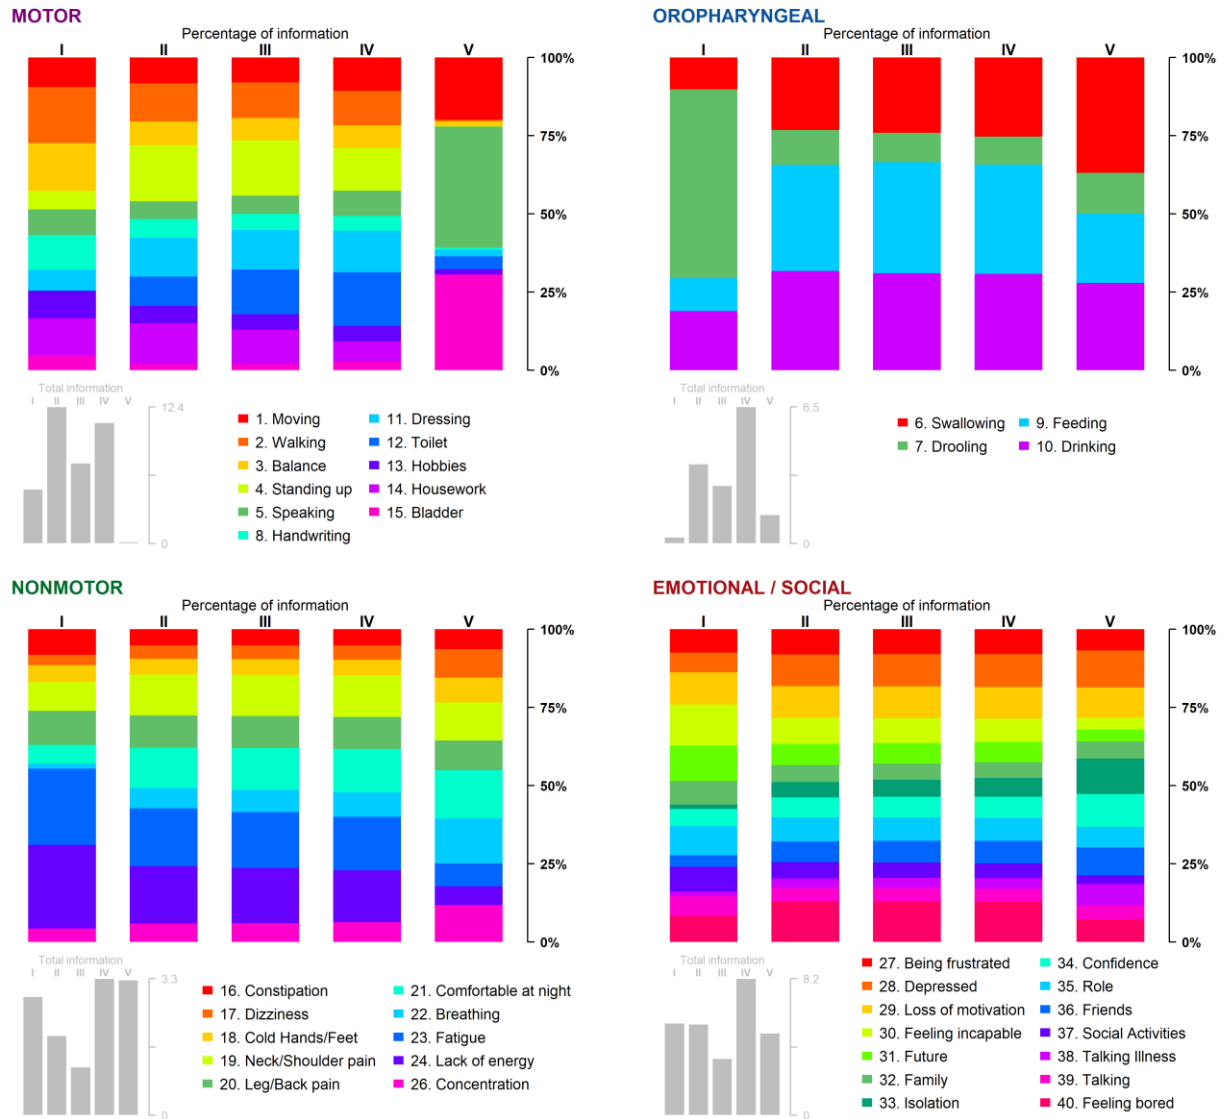 MOTOR
Percentage of information
I II III IV V
100%
75%
50%
25%
0%
Total information
I II III IV V
12.4
0
1. Moving
2. Walking
3. Balance
4. Standing up
5. Speaking
8. Handwriting
11. Dressing
12. Toilet
13. Hobbies
14. Housework
15. Bladder
OROPHARYNGEAL
Percentage of information
I II III IV V
100%
75%
50%
25%
0%
Total information
I II III IV V
6.5
0
6. Swallowing
7. Drooling
9. Feeding
10. Drinking
NONMOTOR
Percentage of information
I II III IV V
100%
75%
50%
25%
0%
Total information
I II III IV V
3.3
0
16. Constipation
17. Dizziness
18. Cold Hands/Feet
19. Neck/Shoulder pain
20. Leg/Back pain
21. Comfortable at night
22. Breathing
23. Fatigue
24. Lack of energy
26. Concentration
EMOTIONAL / SOCIAL
Percentage of information
I II III IV V
100%
75%
50%
25%
0%
Total information
I II III IV V
8.2
0
27. Being frustrated
28. Depressed
29. Loss of motivation
30. Feeling incapable
31. Future
32. Family
33. Isolation
34. Confidence
35. Role
36. Friends
37. Social Activities
38. Talking Illness
39. Talking
40. Feeling bored